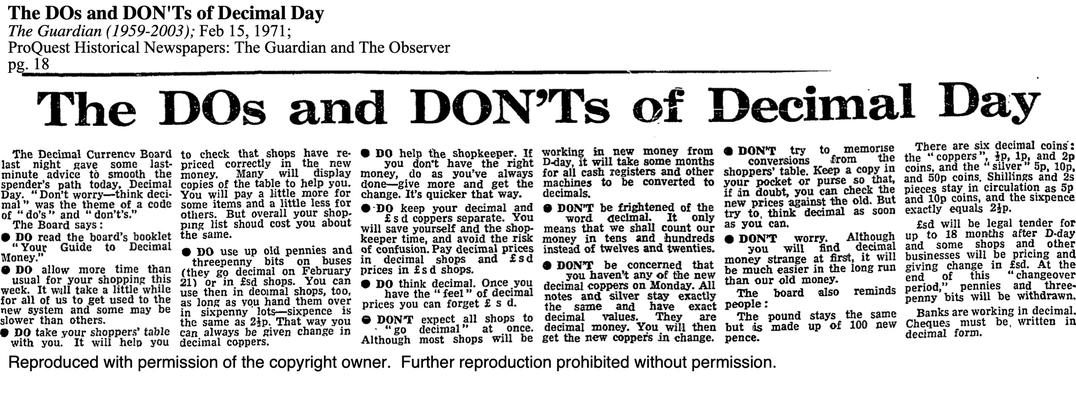 The DOs and DON'Ts of Decimal Day
The Guardian (1959-2003); Feb 15, 1971;
ProQuest Historical Newspapers: The Guardian and The Observer
pg. 18
The DOs and DON'Ts of Decimal Day
The Decimal Currency Board
last night gave some last-
minute advice to smooth the
spender's path today, Decimal
Day. "Don't worry—think deci-
mal" was the theme of a code
of "do's" and "don't's."
The Board says:
● DO read the board's booklet
"Your Guide to Decimal
Money."
● DO allow more time than
usual for your shopping this
week. It will take a little while
for all of us to get used to the
new system and some may be
slower than others.
● DO take your shoppers' table
with you. It will help you
to check that shops have re-
priced correctly in the new
money. Many will display
copies of the table to help you.
You will pay a little more for
some items and a little less for
others. But overall your shop-
ping list shoud cost you about
the same.
● DO use up old pennies and
threepenny bits on buses
(they go decimal on February
21) or in £sd shops. You can
use then in decimal shops, too,
as long as you hand them over
in sixpenny lots—sixpence is
the same as 2½p. That way you
can always be given change in
decimal coppers.
● DO help the shopkeeper. If
you don't have the right
money, do as you've always
done—give more and get the
change. It's quicker that way.
● DO keep your decimal and
£sd coppers separate. You
will save yourself and the shop-
keeper time, and avoid the risk
of confusion. Pay decimal prices
in decimal shops and £sd
prices in £sd shops.
● DO think decimal. Once you
have the "feel" of decimal
prices you can forget £ s d.
● DON'T expect all shops to
"go decimal" at once.
Although most shops will be
working in new money from
D-day, it will take some months
for all cash registers and other
machines to be converted to
decimals.
● DON'T be frightened of the
word decimal. It only
means that we shall count our
money in tens and hundreds
instead of twelves and twenties.
● DON'T be concerned that
you haven't any of the new
decimal coppers on Monday. All
notes and silver stay exactly
the same and have exact
decimal values. They are
decimal money. You will then
get the new coppers in change.
● DON'T try to memorise
conversions from the
shoppers' table. Keep a copy in
your pocket or purse so that,
if in doubt, you can check the
new prices against the old. But
try to think decimal as soon
as you can.
● DON'T worry. Although
you will find decimal
money strange at first, it will
be much easier in the long run
than our old money.
The board also reminds
people:
The pound stays the same
but is made up of 100 new
pence.
There are six decimal coins:
the "coppers", ½p, 1p, and 2p
coins, and the "silver" 5p, 10p,
and 50p coins, Shillings and 2s
pieces stay in circulation as 5p
and 10p coins, and the sixpence
exactly equals 2½p.
£sd will be legal tender for
up to 18 months after D-day
and some shops and other
businesses will be pricing and
giving change in £sd. At the
end of this "changeover
period," pennies and three-
penny bits will be withdrawn.
Banks are working in decimal.
Cheques must be written in
decimal form.
Reproduced with permission of the copyright owner. Further reproduction prohibited without permission.